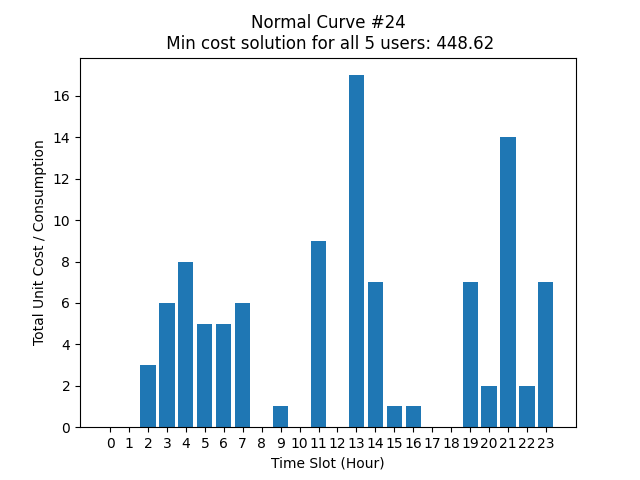 Normal Curve #24
Min cost solution for all 5 users: 448.62
Total Unit Cost / Consumption
16
14
12
10
8
6
4
2
0
0 1 2 3 4 5 6 7 8 9 10 11 12 13 14 15 16 17 18 19 20 21 22 23
Time Slot (Hour)